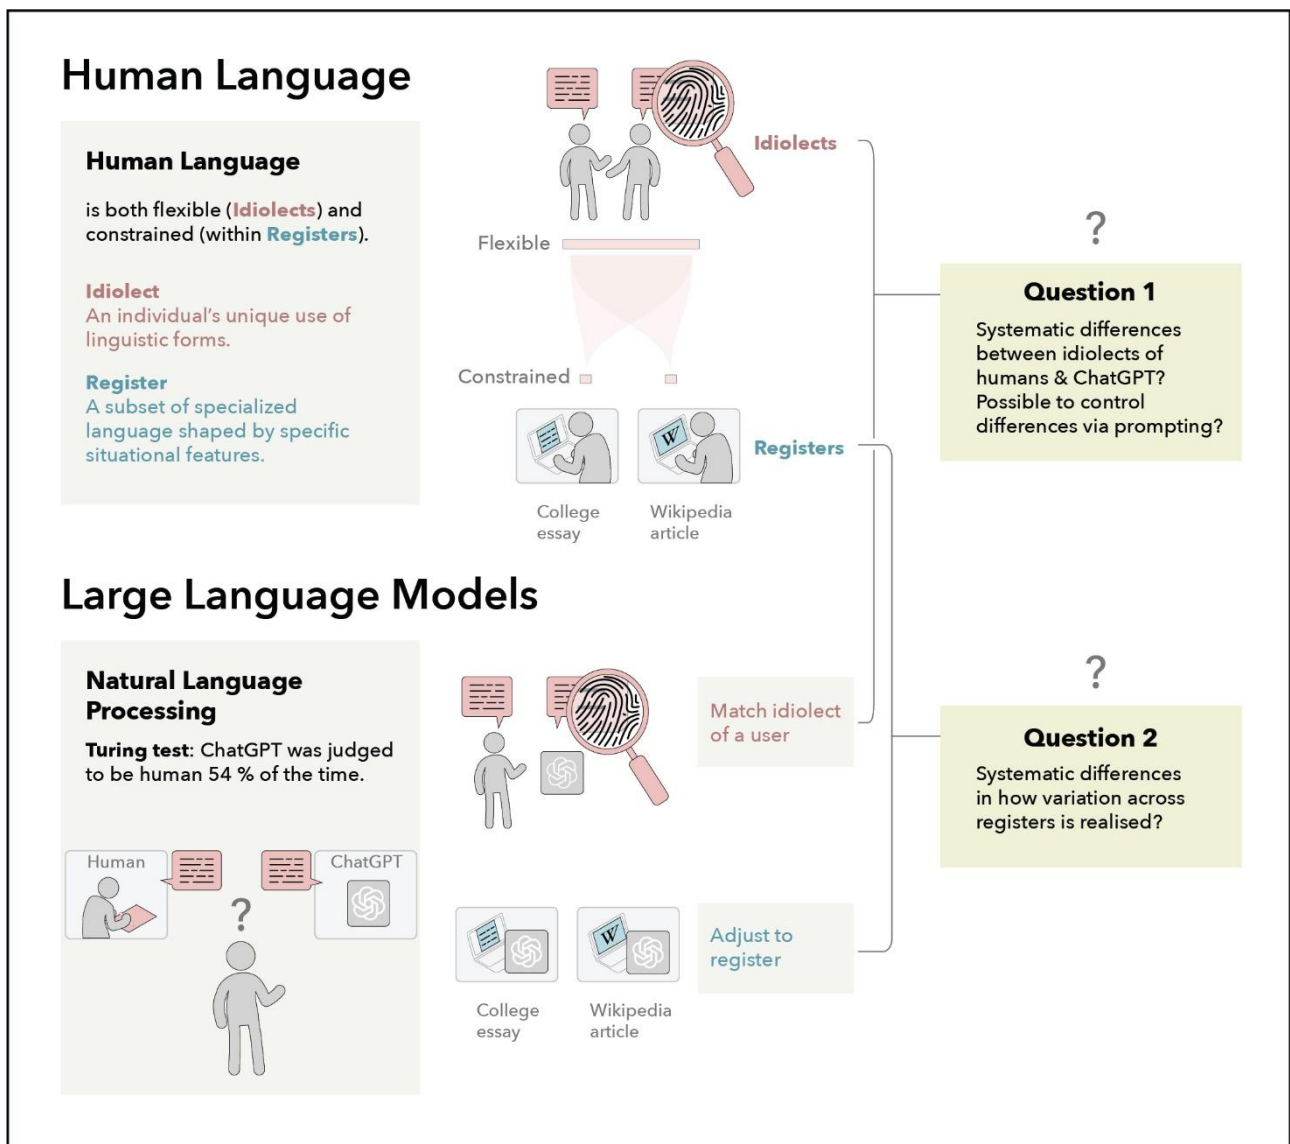 Human Language
Human Language
is both flexible (Idiolects) and
constrained (within Registers).
Idiolect
An individual's unique use of
linguistic forms.
Register
A subset of specialized
language shaped by specific
situational features.
Idiolects
Flexible
Constrained
W
Registers
College
essay
Wikipedia
article
?
Question 1
Systematic differences
between idiolects of
humans & ChatGPT?
Possible to control
differences via prompting?
Large Language Models
Natural Language
Processing
Turing test: ChatGPT was judged
to be human 54 % of the time.
Human
ChatGPT
?
Match idiolect
of a user
W
College
essay
Wikipedia
article
Adjust to
register
?
Question 2
Systematic differences
in how variation across
registers is realised?